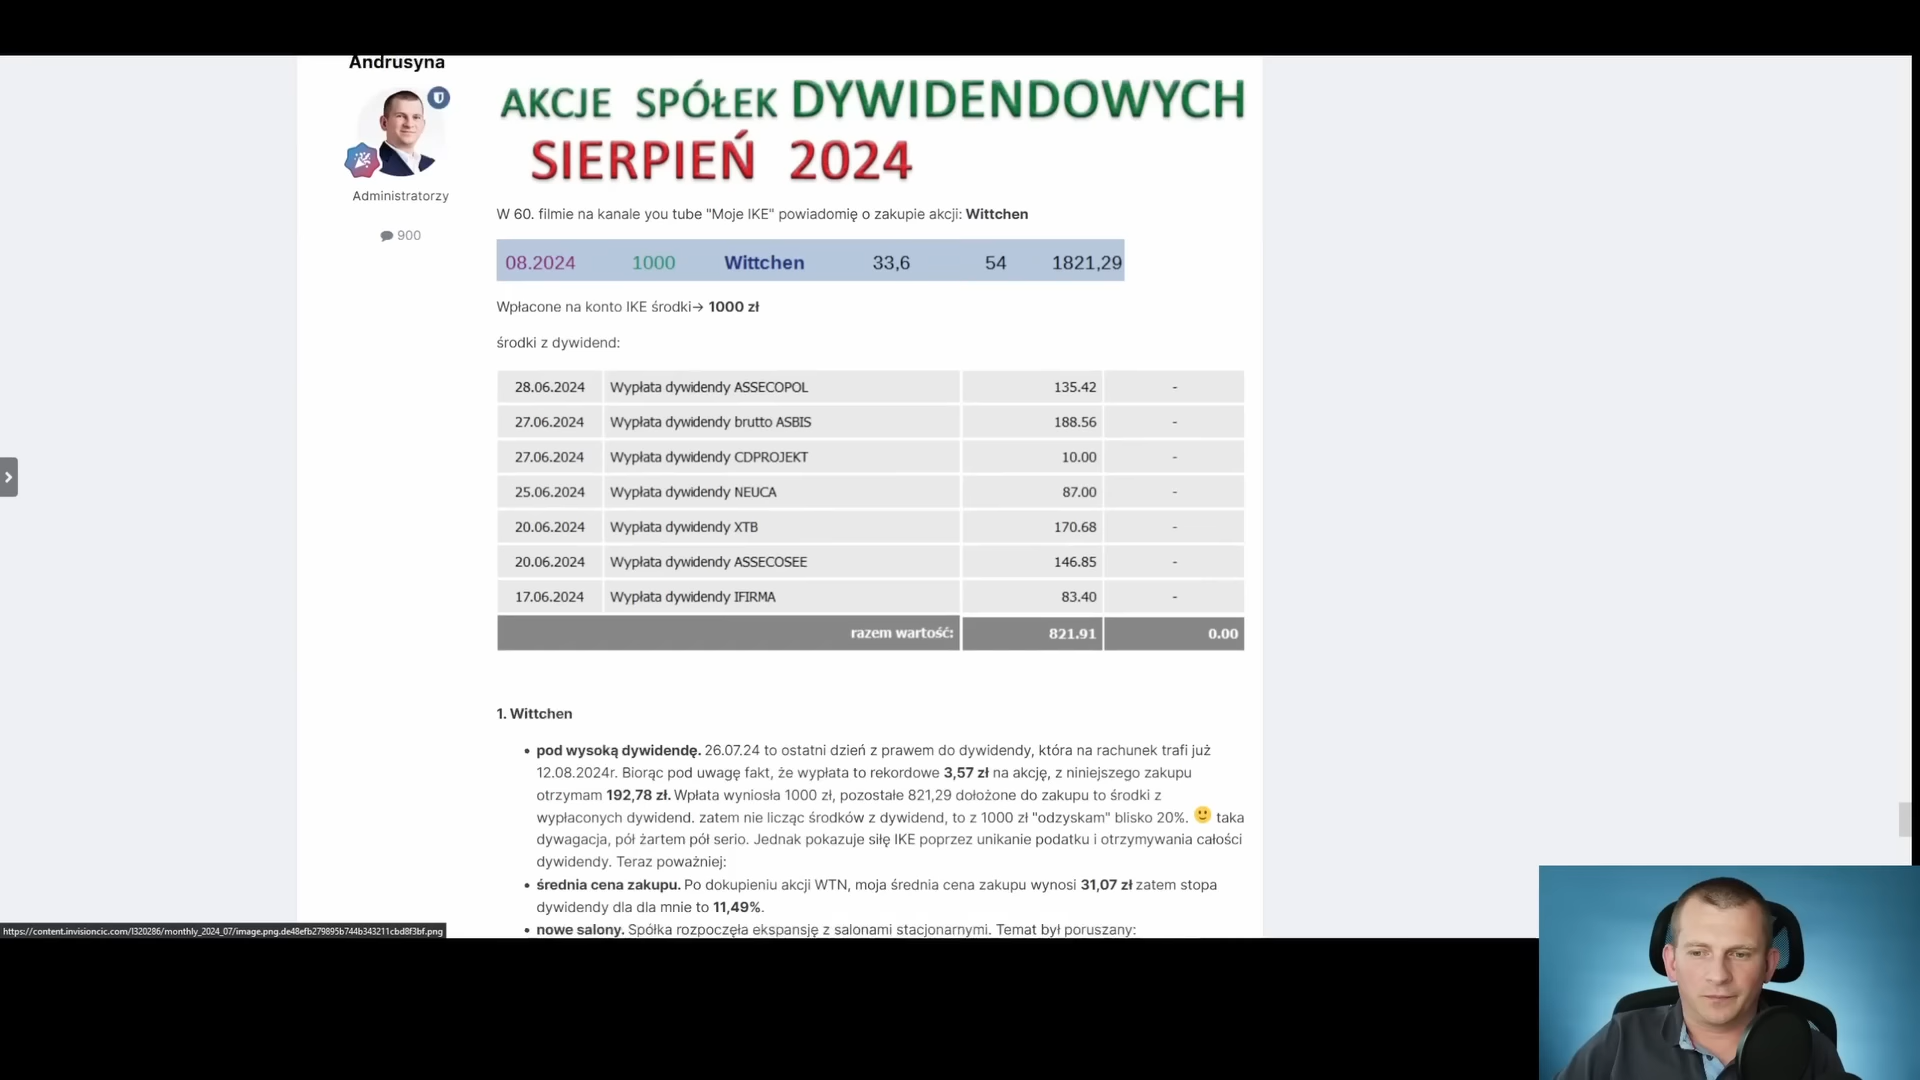 Andrusyna
Administratorzy
900
AKCJE SPÓŁEK DYWIDENDOWYCH
SIERPIEŃ 2024
W 60. filmie na kanale you tube "Moje IKE" powiadomię o zakupie akcji: Wittchen
08.2024 1000 Wittchen 33,6 54 1821,29
Wpłacone na konto IKE środki→ 1000 zł
środki z dywidend:
28.06.2024 Wypłata dywidendy ASSECOPOL 135.42 -
27.06.2024 Wypłata dywidendy brutto ASBIS 188.56 -
27.06.2024 Wypłata dywidendy CDPROJEKT 10.00 -
25.06.2024 Wypłata dywidendy NEUCA 87.00 -
20.06.2024 Wypłata dywidendy XTB 170.68 -
20.06.2024 Wypłata dywidendy ASSECOSEE 146.85 -
17.06.2024 Wypłata dywidendy IFIRMA 83.40 -
razem wartość: 821.91 0.00
1. Wittchen
• pod wysoką dywidendę. 26.07.24 to ostatni dzień z prawem do dywidendy, która na rachunek trafi już
12.08.2024r. Biorąc pod uwagę fakt, że wypłata to rekordowe 3,57 zł na akcję, z niniejszego zakupu
otrzymam 192,78 zł. Wpłata wyniosła 1000 zł, pozostałe 821,29 dołożone do zakupu to środki z
wypłaconych dywidend. zatem nie licząc środków z dywidend, to z 1000 zł "odzyskam" blisko 20%. 🙂 taka
dywagacja, pół żartem pół serio. Jednak pokazuje siłę IKE poprzez unikanie podatku i otrzymywania całości
dywidendy. Teraz poważniej:
• średnia cena zakupu. Po dokupieniu akcji WTN, moja średnia cena zakupu wynosi 31,07 zł zatem stopa
dywidendy dla dla mnie to 11,49%.
• nowe salony. Spółka rozpoczęła ekspansję z salonami stacjonarnymi. Temat był poruszany:
https://content.invisioncic.com/l320286/monthly_2024_07/image.png.de48efb279895b744b343211cbd8f3bf.png